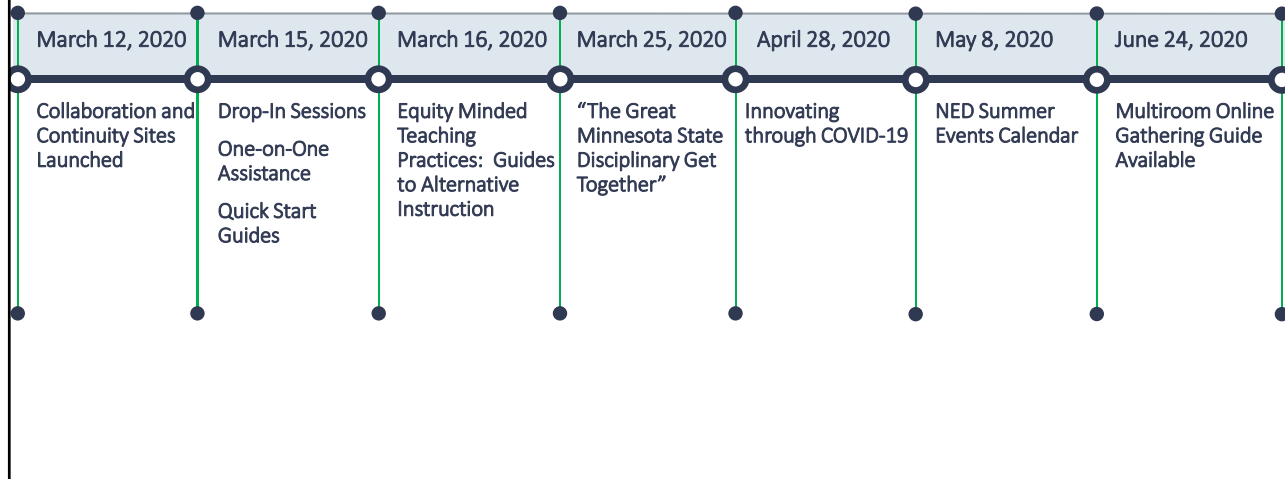 March 12, 2020
Collaboration and
Continuity Sites
Launched
March 15, 2020
Drop-In Sessions
One-on-One
Assistance
Quick Start
Guides
March 16, 2020
Equity Minded
Teaching
Practices:  Guides
to Alternative
Instruction
March 25, 2020
“The Great
Minnesota State
Disciplinary Get
Together”
April 28, 2020
Innovating
through COVID-19
May 8, 2020
NED Summer
Events Calendar
June 24, 2020
Multiroom Online
Gathering Guide
Available